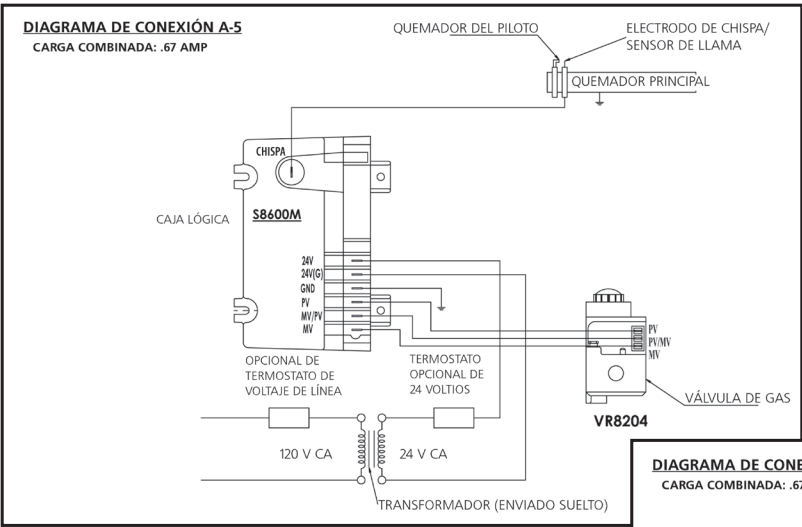 DIAGRAMA DE CONEXIÓN A-5
CARGA COMBINADA: .67 AMP
QUEMADOR DEL PILOTO
ELECTRODO DE CHISPA/
SENSOR DE LLAMA
QUEMADOR PRINCIPAL
CHISPA
CAJA LÓGICA
S8600M
24V
24V(G)
GND
PV
MV/PV
MV
PV
PV/MV
MV
OPCIONAL DE
TERMOSTATO DE
VOLTAJE DE LÍNEA
TERMOSTATO
OPCIONAL DE
24 VOLTIOS
VÁLVULA DE GAS
VR8204
120 V CA
24 V CA
TRANSFORMADOR (ENVIADO SUELTO)
DIAGRAMA DE CONE
CARGA COMBINADA: .67